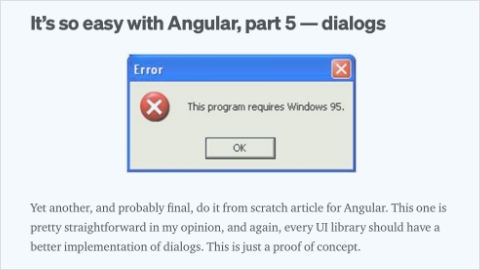 It's so easy with Angular, part 5 — dialogs
Error
This program requires Windows 95.
OK
Yet another, and probably final, do it from scratch article for Angular. This one is
pretty straightforward in my opinion, and again, every UI library should have a
better implementation of dialogs. This is just a proof of concept.